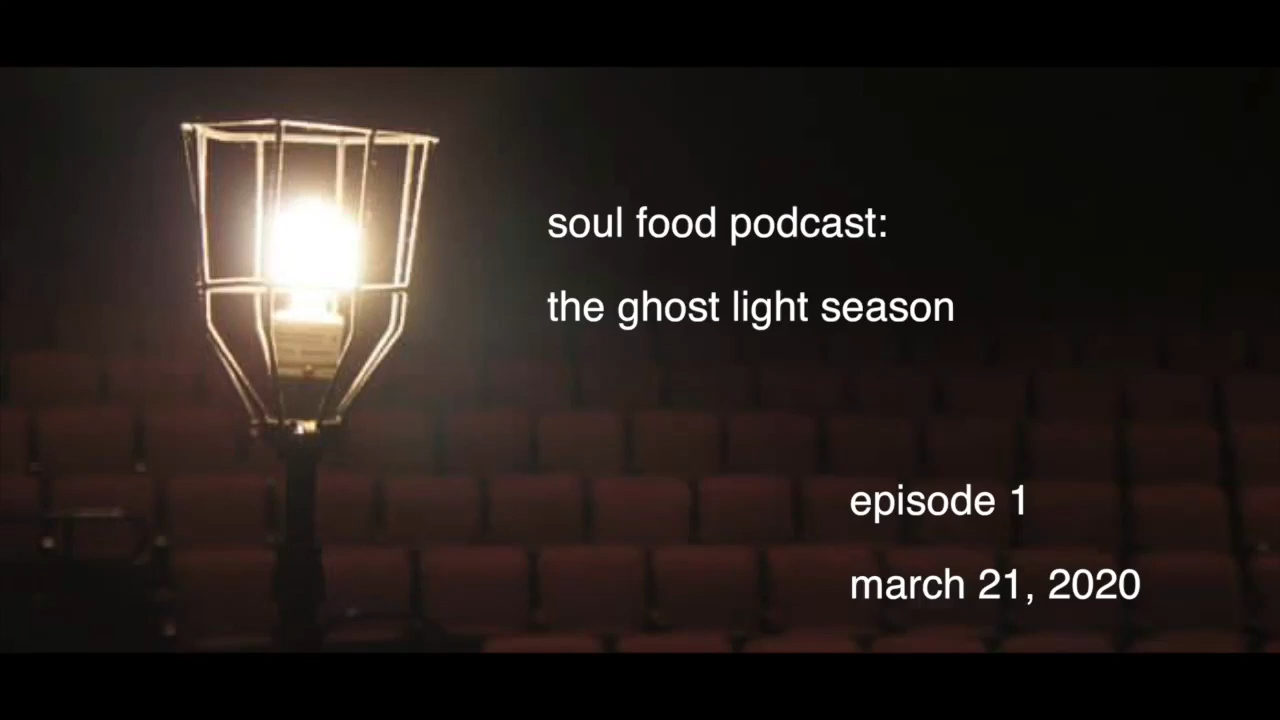 soul food podcast:
the ghost light season
episode 1
march 21, 2020